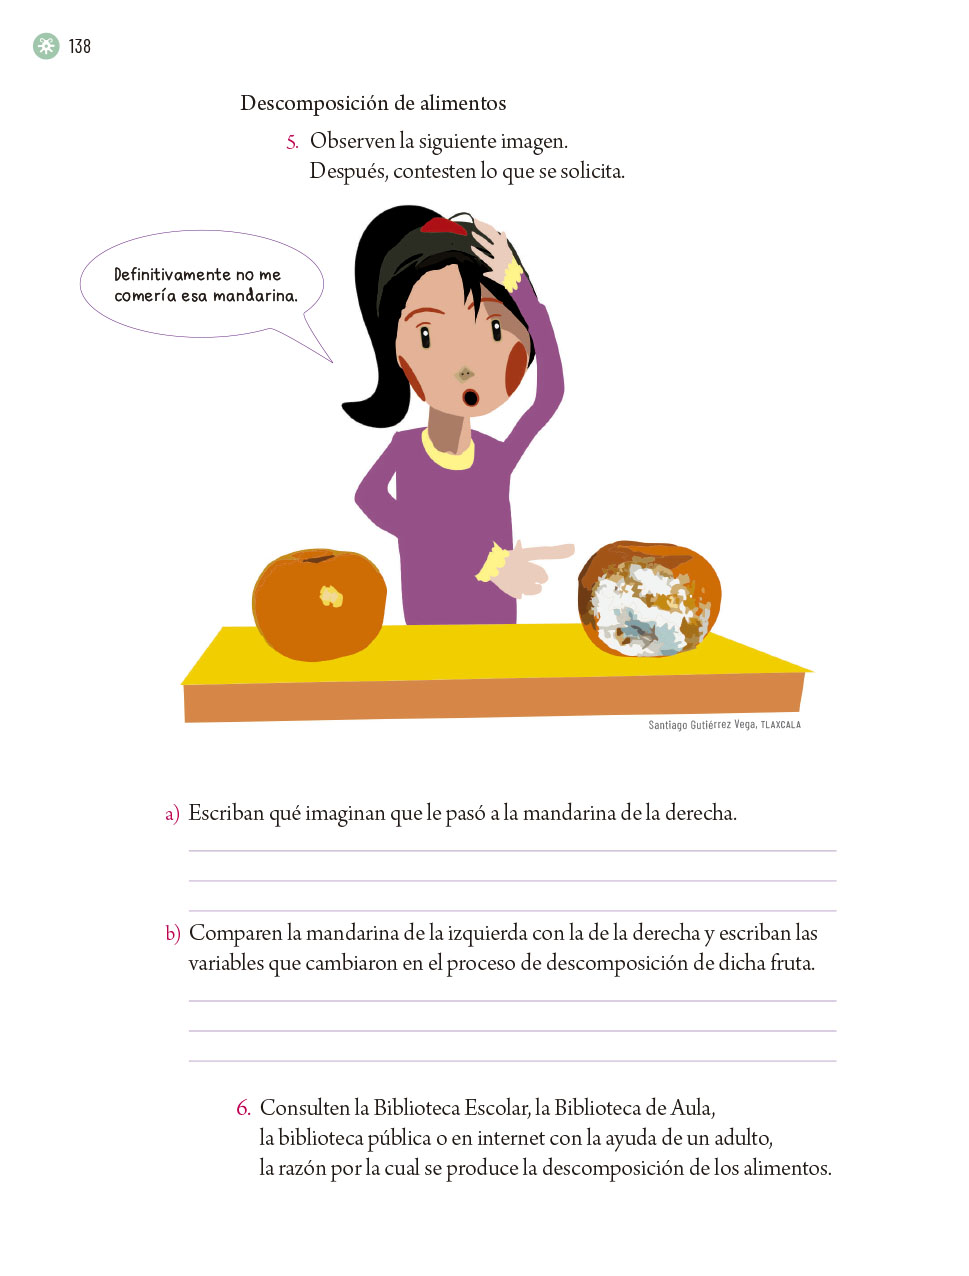 138
Descomposición de alimentos
5. Observen la siguiente imagen.
Después, contesten lo que se solicita.
Definitivamente no me
comería esa mandarina.
Santiago Gutiérrez Vega, TLAXCALA
a) Escriban qué imaginan que le pasó a la mandarina de la derecha.
b) Comparen la mandarina de la izquierda con la de la derecha y escriban las
variables que cambiaron en el proceso de descomposición de dicha fruta.
6. Consulten la Biblioteca Escolar, la Biblioteca de Aula,
la biblioteca pública o en internet con la ayuda de un adulto,
la razón por la cual se produce la descomposición de los alimentos.